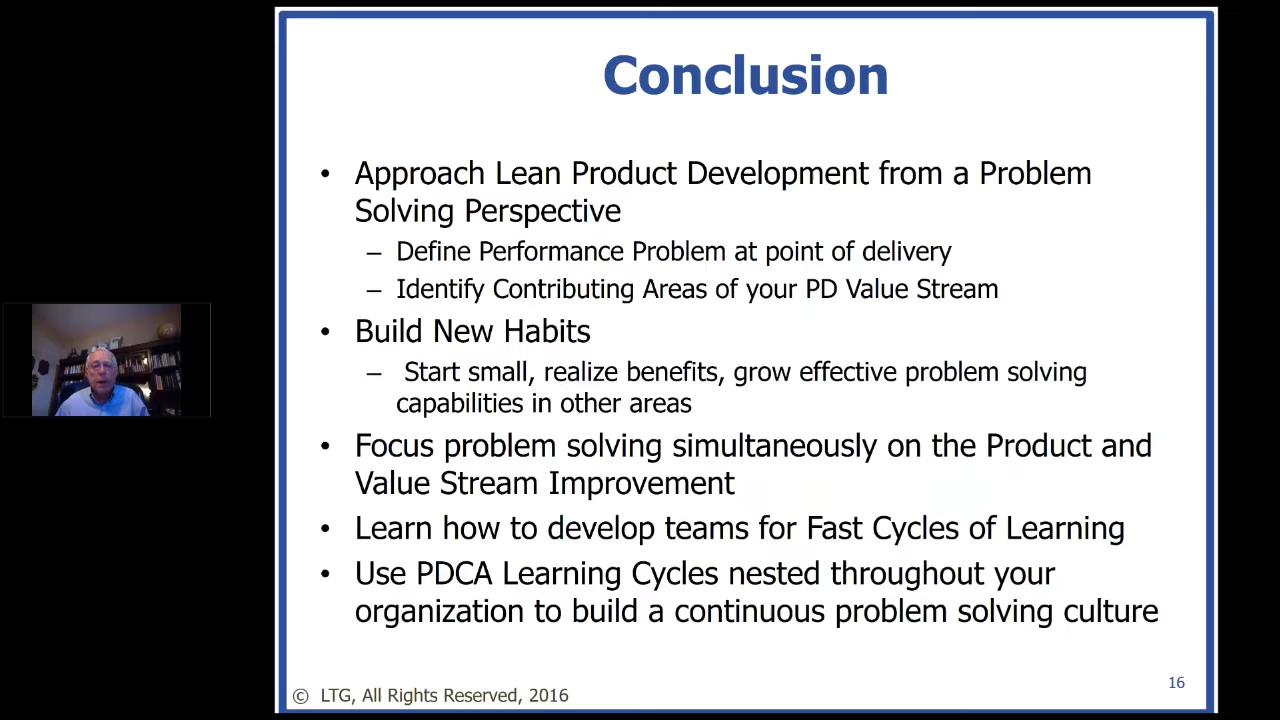 Conclusion
• Approach Lean Product Development from a Problem
Solving Perspective
– Define Performance Problem at point of delivery
– Identify Contributing Areas of your PD Value Stream
• Build New Habits
– Start small, realize benefits, grow effective problem solving
capabilities in other areas
• Focus problem solving simultaneously on the Product and
Value Stream Improvement
• Learn how to develop teams for Fast Cycles of Learning
• Use PDCA Learning Cycles nested throughout your
organization to build a continuous problem solving culture
16
© LTG, All Rights Reserved, 2016